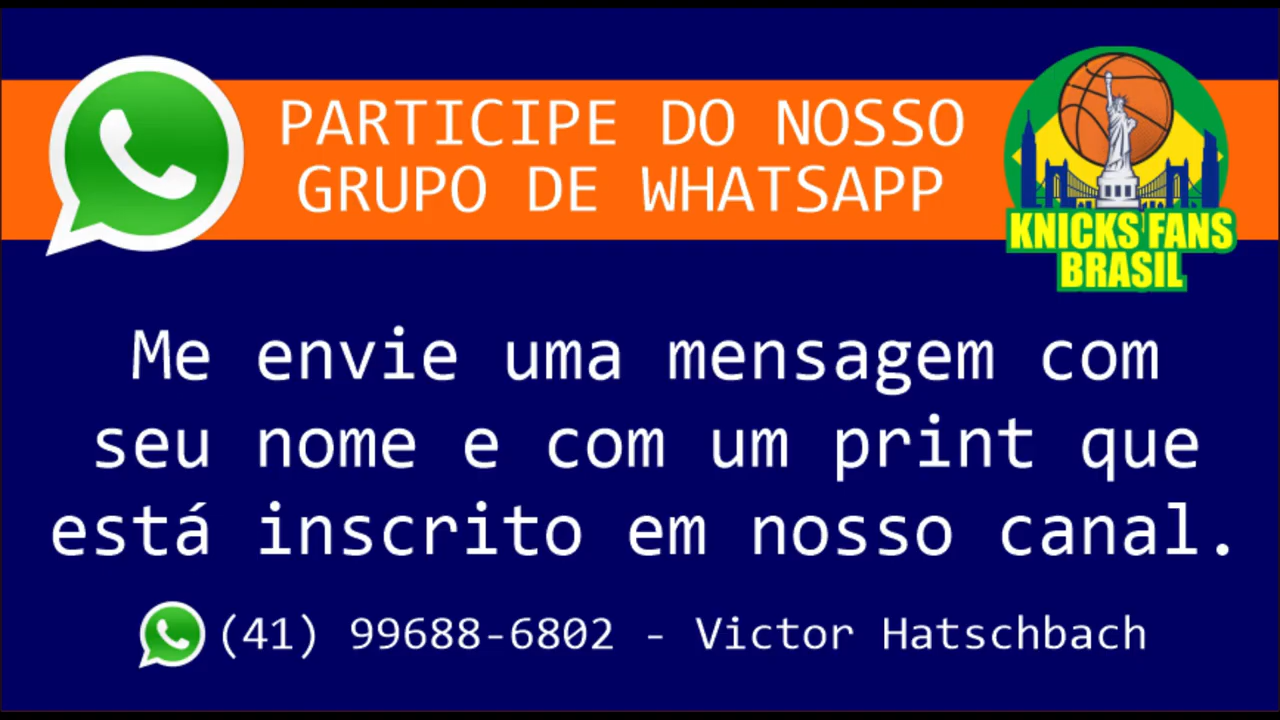 PARTICIPE DO NOSSO
GRUPO DE WHATSAPP
KNICKS FANS
BRASIL
Me envie uma mensagem com
seu nome e com um print que
está inscrito em nosso canal.
(41) 99688-6802 - Victor Hatschbach